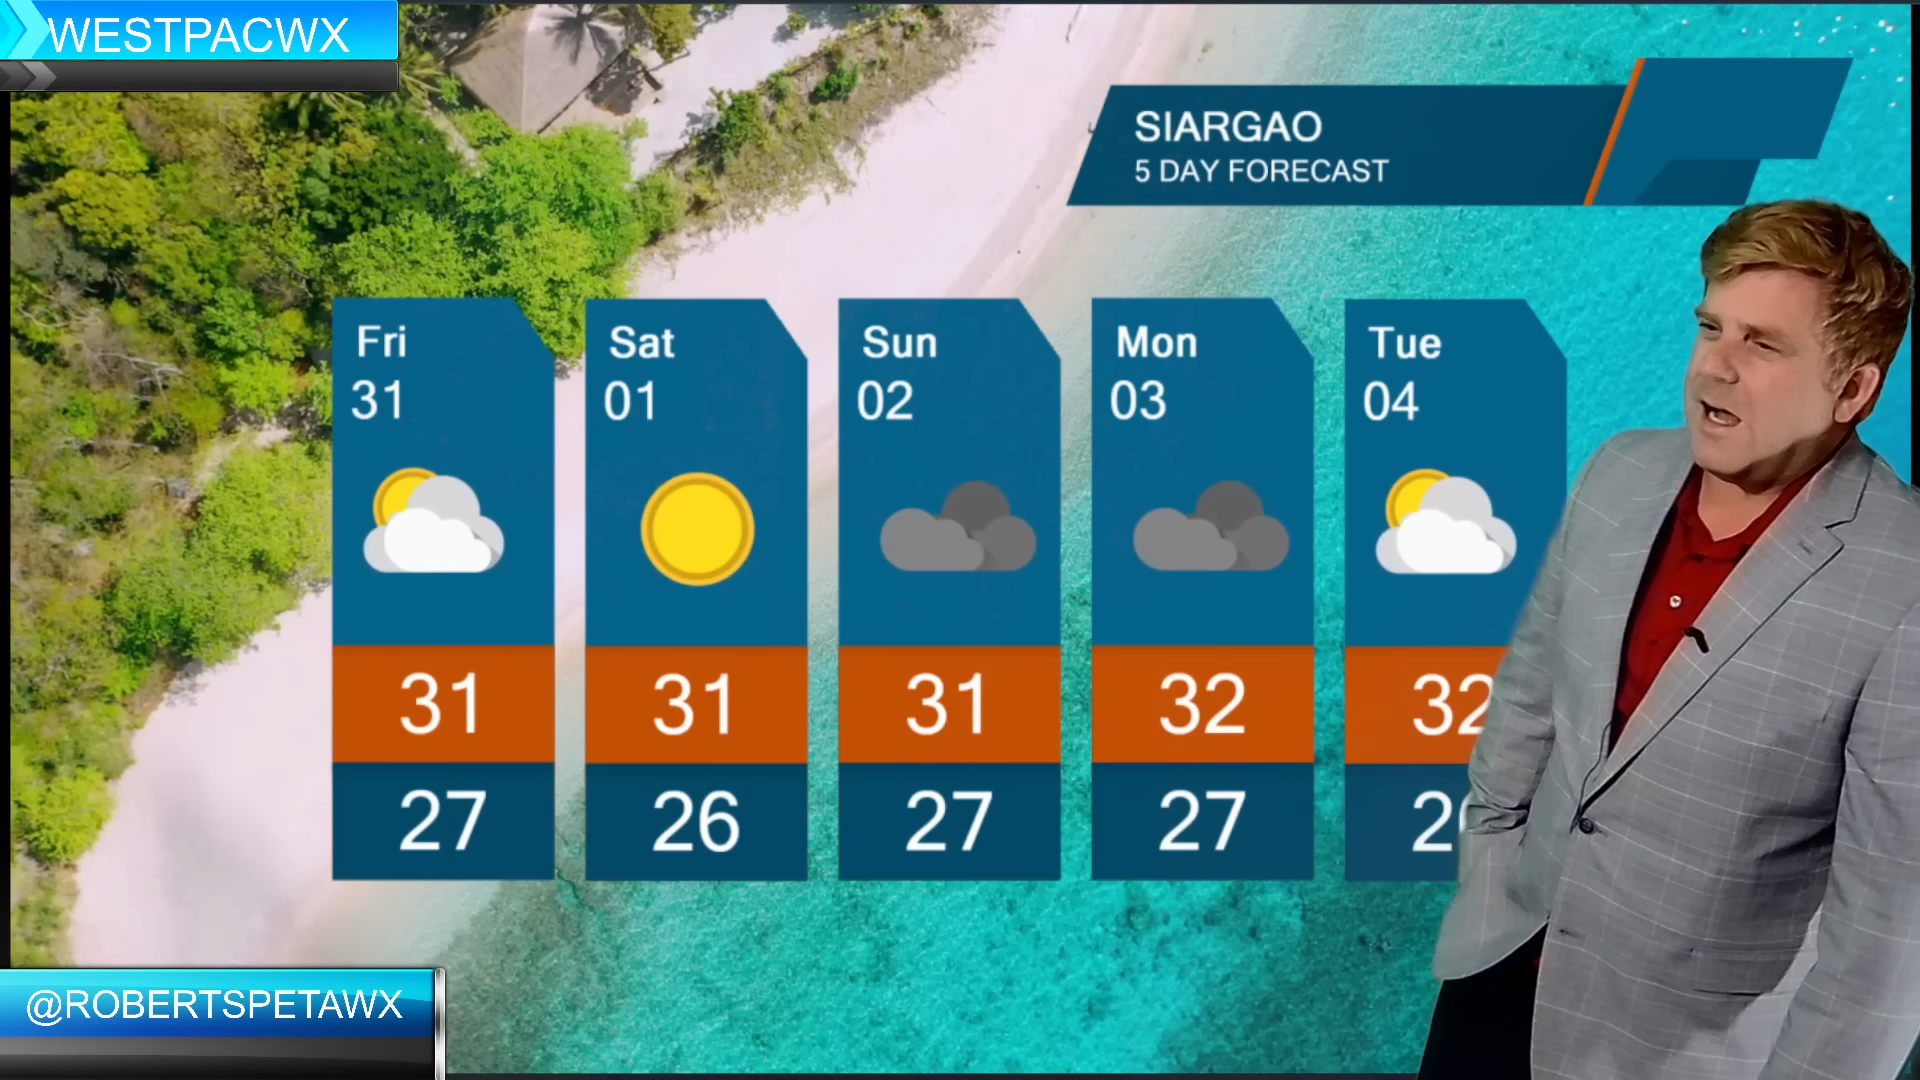 WESTPACWX
SIARGAO
5 DAY FORECAST
Fri
31
Sat
01
Sun
02
Mon
03
Tue
04
31
31
31
32
32
27
26
27
27
@ROBERTSPETAWX